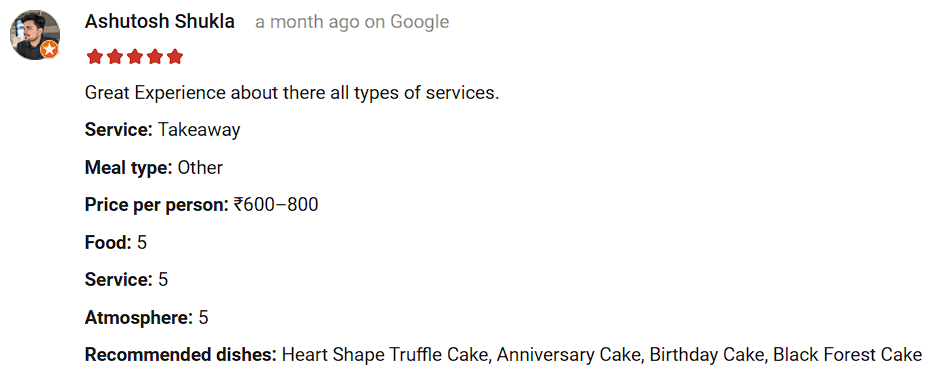 Ashutosh Shukla a month ago on Google
Great Experience about there all types of services.
Service: Takeaway
Meal type: Other
Price per person: ₹600–800
Food: 5
Service: 5
Atmosphere: 5
Recommended dishes: Heart Shape Truffle Cake, Anniversary Cake, Birthday Cake, Black Forest Cake